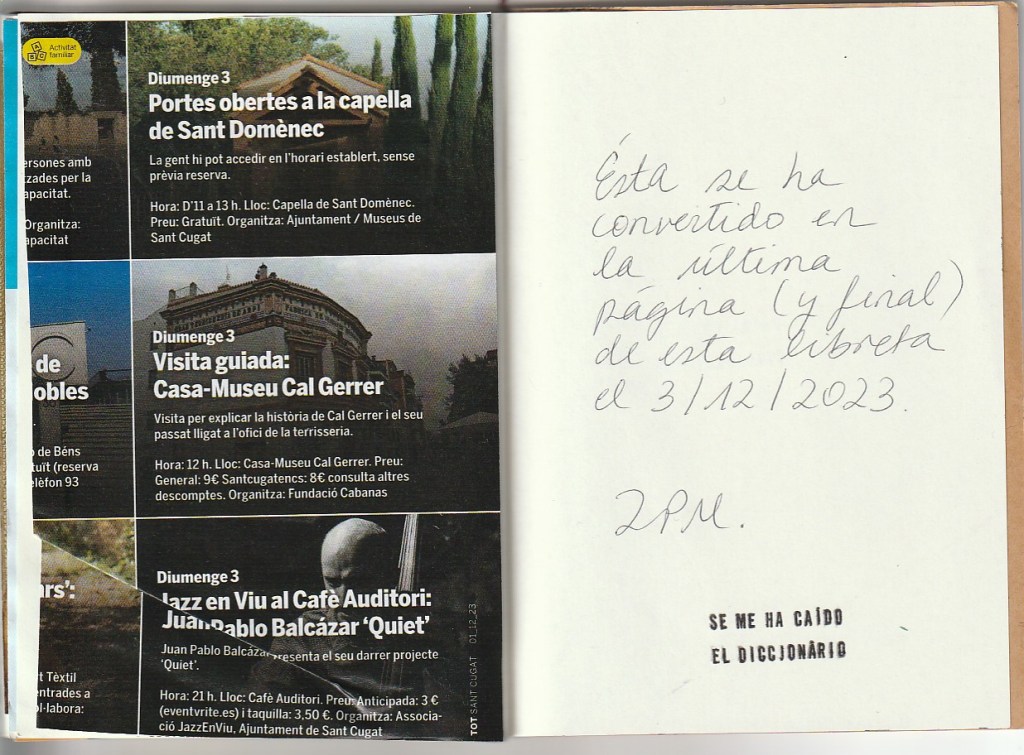 Activitat
familiar
ersones amb
tzades per la
apacitat.
Organitza:
apacitat
Diumenge 3
Portes obertes a la capella
de Sant Domènec
La gent hi pot accedir en l'horari establert, sense
prèvia reserva.
Hora: D'11 a 13 h. Lloc: Capella de Sant Domènec.
Preu: Gratuït. Organitza: Ajuntament / Museus de
Sant Cugat
de
obles
o de Béns
tuït (reserva
elèfon 93
Diumenge 3
Visita guiada:
Casa-Museu Cal Gerrer
Visita per explicar la història de Cal Gerrer i el seu
passat lligat a l'ofici de la terrisseria.
Hora: 12 h. Lloc: Casa-Museu Cal Gerrer. Preu:
General: 9€ Santcugatencs: 8€ consulta altres
descomptes. Organitza: Fundació Cabanas
ars':
t Tèxtil
entrades a
ol·labora:
Diumenge 3
Jazz en Viu al Cafè Auditori:
Juan Pablo Balcázar 'Quiet'
Juan Pablo Balcázar resenta el seu darrer projecte
'Quiet'.
Hora: 21 h. Lloc: Cafè Auditori. Preu: Anticipada: 3 €
(eventvrite.es) i taquilla: 3,50 €. Organitza: Associa-
ció JazzEnViu, Ajuntament de Sant Cugat
TOT SANT CUGAT 01_12_23
Ésta se ha
convertido en
la última
página (y final)
de esta libreta
el 3/12/2023.
2PM.
SE ME HA CAÍDO
EL DICCJONÂRIO